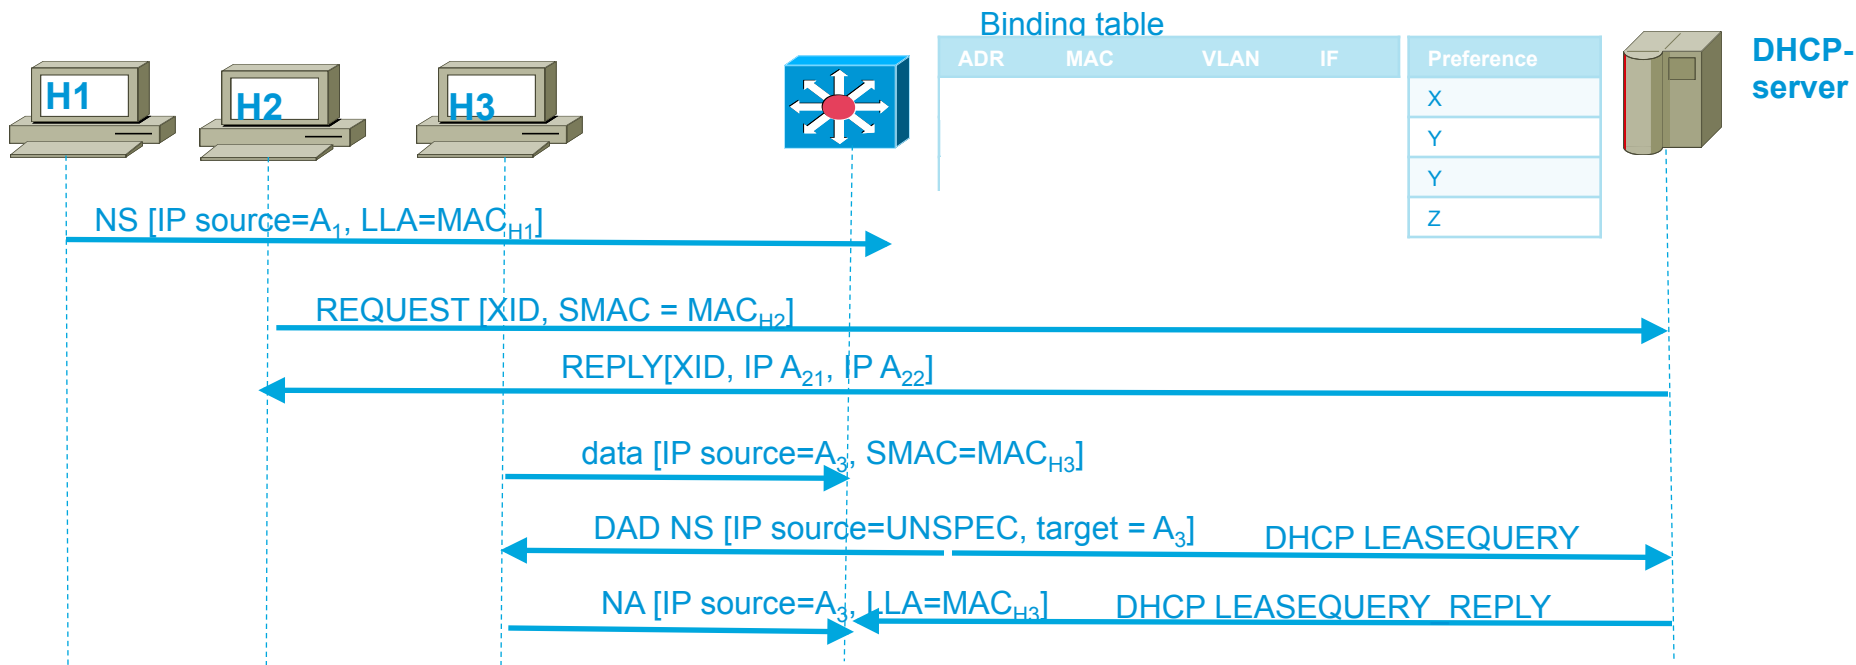 Binding table
H1
H2
H3
ADR MAC VLAN IF
Preference
X
Y
Y
Z
DHCP-
server
NS [IP source=A1, LLA=MACH1]
REQUEST [XID, SMAC = MACH2]
REPLY[XID, IP A21, IP A22]
data [IP source=A3, SMAC=MACH3]
DAD NS [IP source=UNSPEC, target = A3]
DHCP LEASEQUERY
NA [IP source=A3, LLA=MACH3]
DHCP LEASEQUERY_REPLY